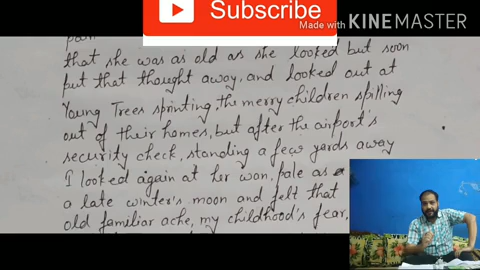 Subscribe
Made with KINEMASTER
pain
that she was as old as she looked but soon
put that thought away, and looked out at
Young Trees sprinting, the merry children spilling
out of their homes, but after the airport's
security check, standing a few yards away
I looked again at her wan, pale as
a late winter's moon and felt that
old familiar ache, my childhood's fear,